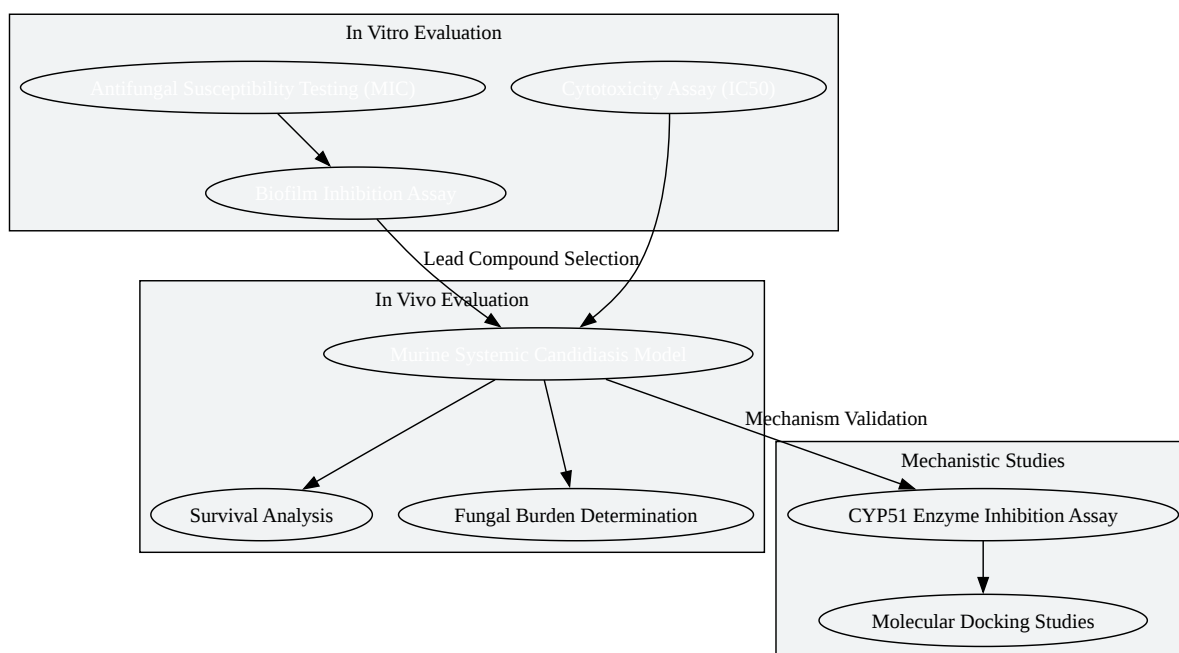 In Vitro Evaluation
Antifungal Susceptibility Testing (MIC)
Cytotoxicity Assay (IC50)
Biofilm Inhibition Assay
Lead Compound Selection
In Vivo Evaluation
Murine Systemic Candidiasis Model
Mechanism Validation
Mechanistic Studies
Survival Analysis
Fungal Burden Determination
CYP51 Enzyme Inhibition Assay
Molecular Docking Studies